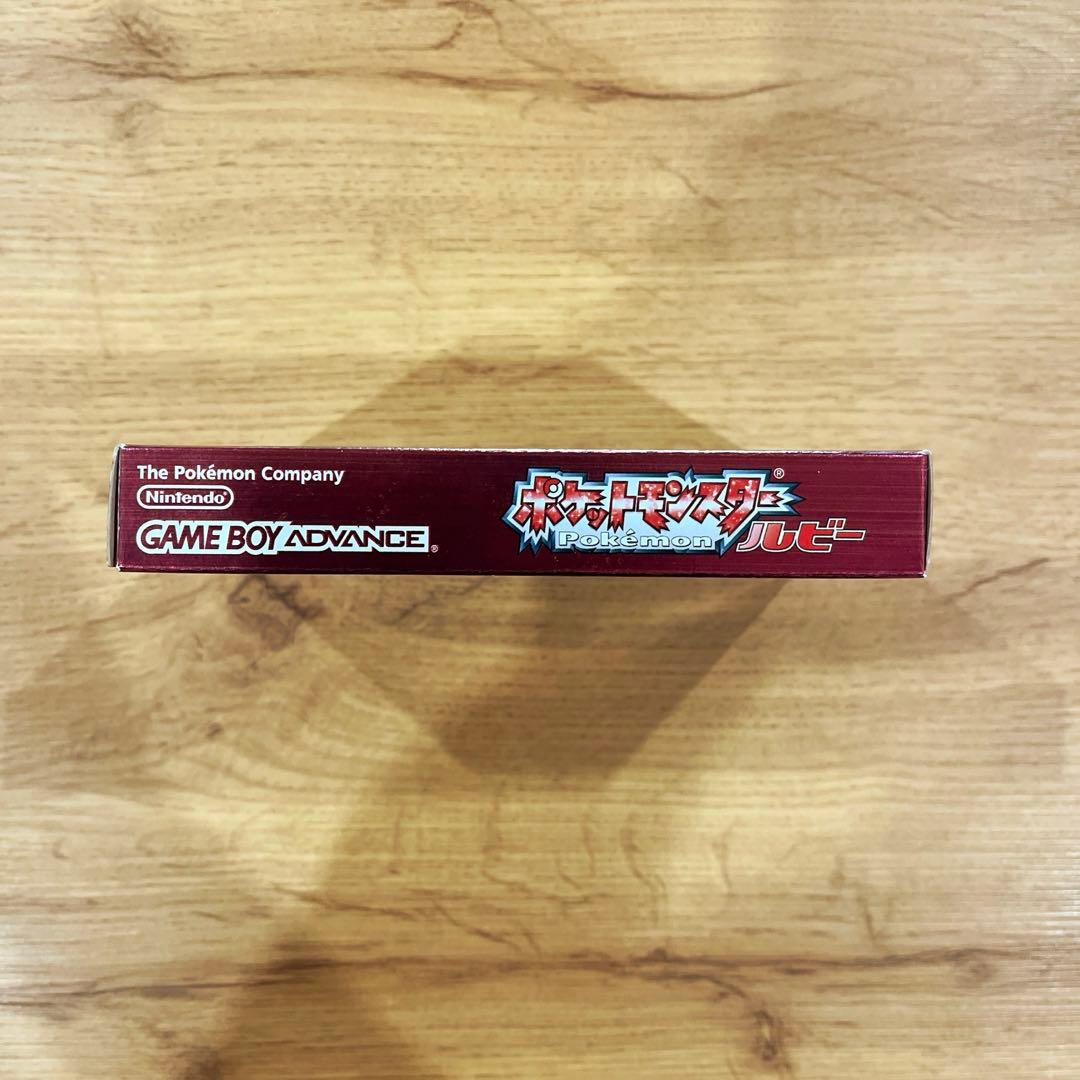 The Pokémon Company
Nintendo®
GAME BOY ADVANCE®
ポケットモンスター®
Pokémon
ルビー